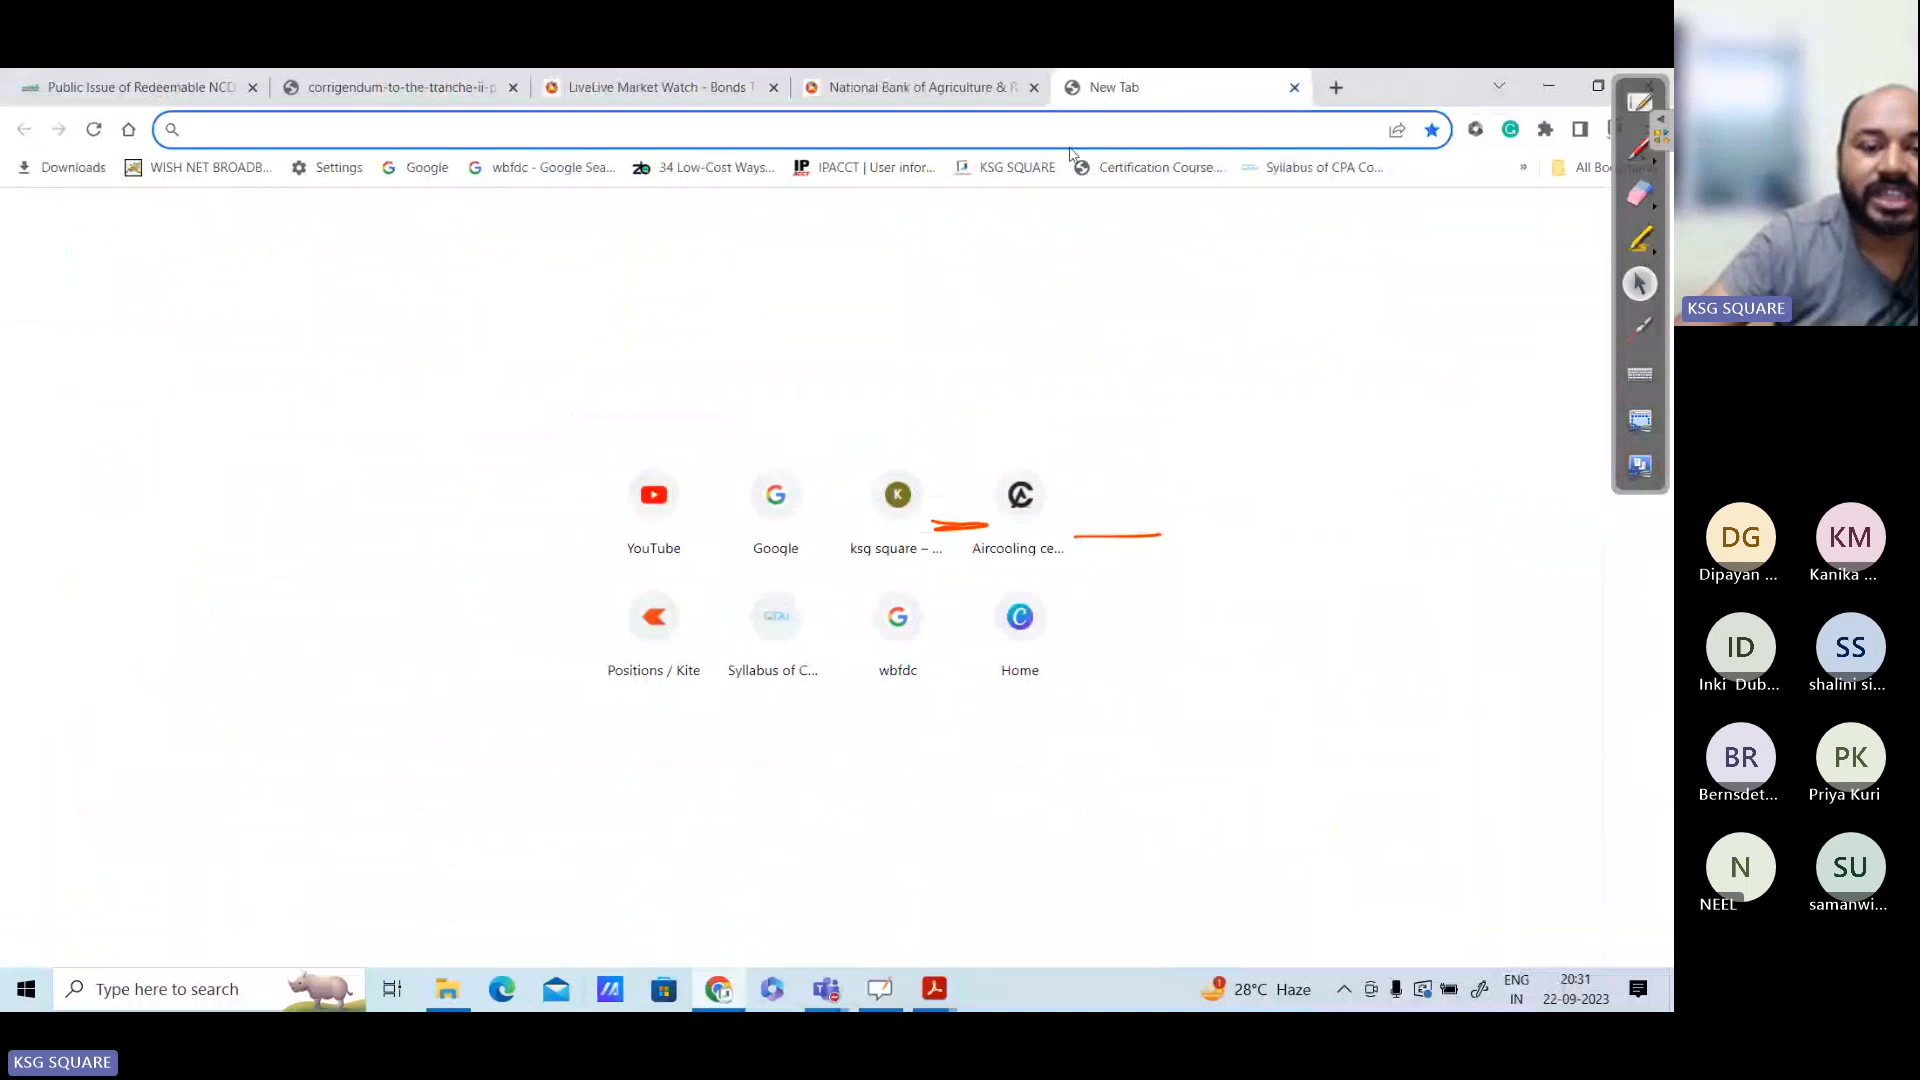 Public Issue of Redeemable NCD
corrigendum-to-the-tranche-ii-p
LiveLive Market Watch - Bonds T
National Bank of Agriculture & R
New Tab
Downloads
WISH NET BROADB...
Settings
Google
wbfdc - Google Sea...
34 Low-Cost Ways...
IPACCT | User infor...
KSG SQUARE
Certification Course...
Syllabus of CPA Co...
»
All Bo
KSG SQUARE
YouTube
Google
ksg square – ...
Aircooling ce...
Positions / Kite
Syllabus of C...
wbfdc
Home
DG
Dipayan ...
KM
Kanika ...
ID
Inki Dub...
SS
shalini si...
BR
Bernsdet...
PK
Priya Kuri
N
NEEL
SU
samanwi...
Type here to search
28°C Haze
ENG
IN
20:31
22-09-2023
KSG SQUARE